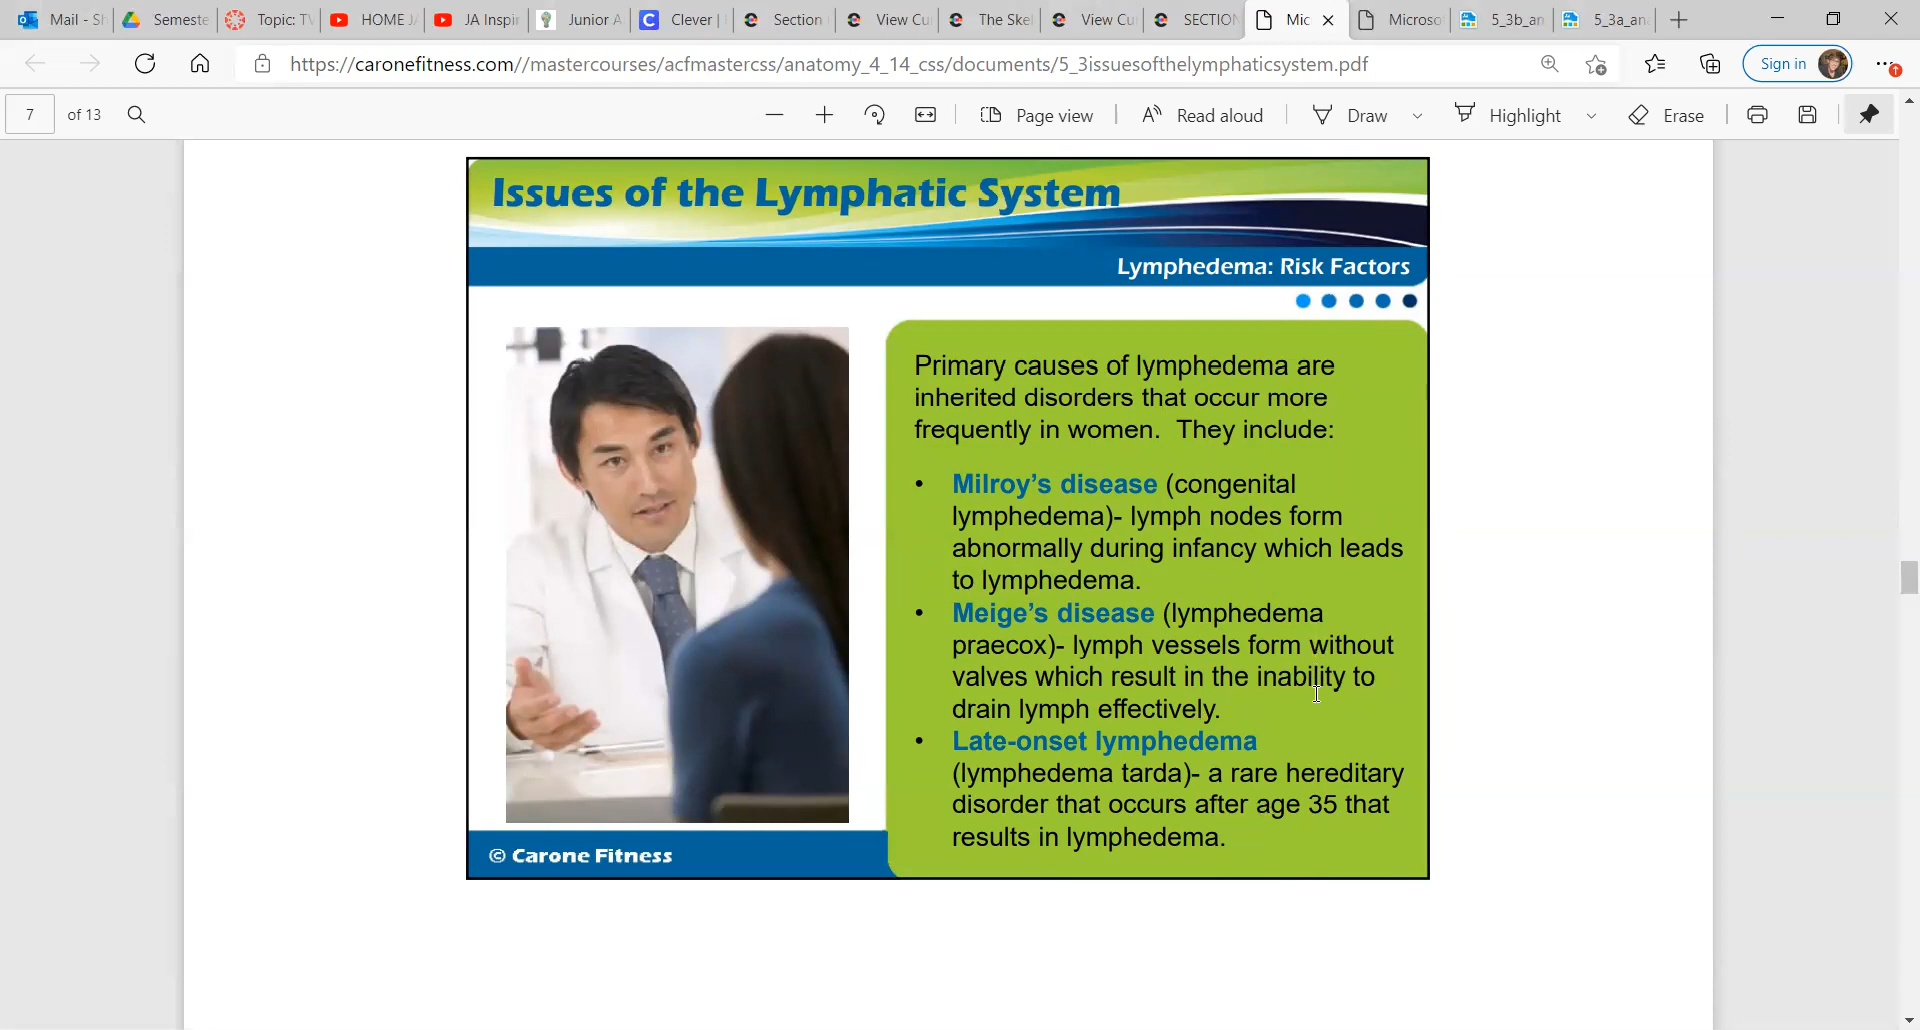 Mail - Sh
Semeste
Topic: TV
HOME JA
JA Inspir
Junior A
Clever |
Section
View Cu
The Skel
View Cu
SECTION
Mic
Microsof
5_3b_an
5_3a_an
https://caronefitness.com//mastercourses/acfmastercss/anatomy_4_14_css/documents/5_3issuesofthelymphaticsystem.pdf
Sign in
7 of 13
Page view
Read aloud
Draw
Highlight
Erase
Issues of the Lymphatic System
Lymphedema: Risk Factors
Primary causes of lymphedema are
inherited disorders that occur more
frequently in women. They include:
• Milroy’s disease (congenital
lymphedema)- lymph nodes form
abnormally during infancy which leads
to lymphedema.
• Meige’s disease (lymphedema
praecox)- lymph vessels form without
valves which result in the inability to
drain lymph effectively.
• Late-onset lymphedema
(lymphedema tarda)- a rare hereditary
disorder that occurs after age 35 that
results in lymphedema.
© Carone Fitness